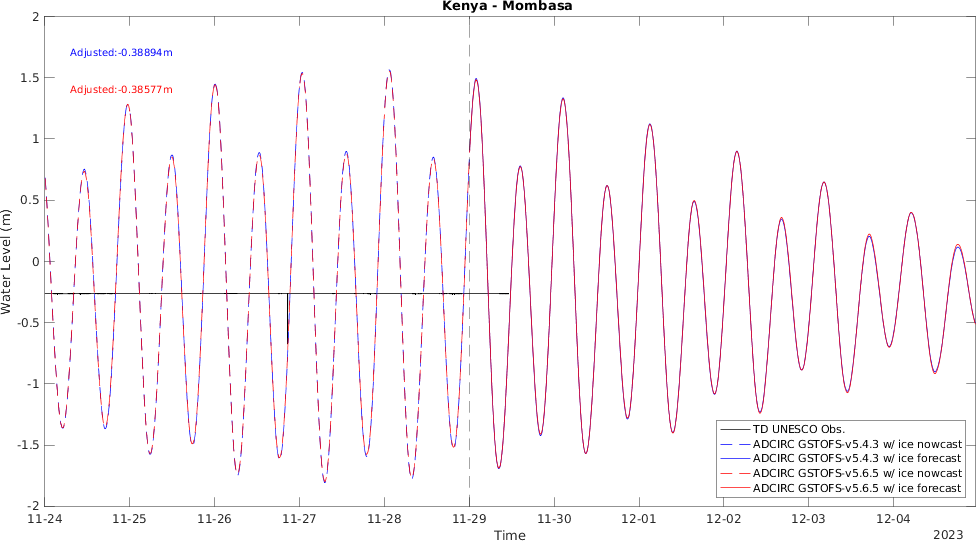 Kenya - Mombasa
2
1.5
1
0.5
0
-0.5
-1
-1.5
-2
Water Level (m)
Adjusted:-0.38894m
Adjusted:-0.38577m
TD UNESCO Obs.
ADCIRC GSTOFS-v5.4.3 w/ ice nowcast
ADCIRC GSTOFS-v5.4.3 w/ ice forecast
ADCIRC GSTOFS-v5.6.5 w/ ice nowcast
ADCIRC GSTOFS-v5.6.5 w/ ice forecast
11-24 11-25 11-26 11-27 11-28 11-29 11-30 12-01 12-02 12-03 12-04
Time
2023